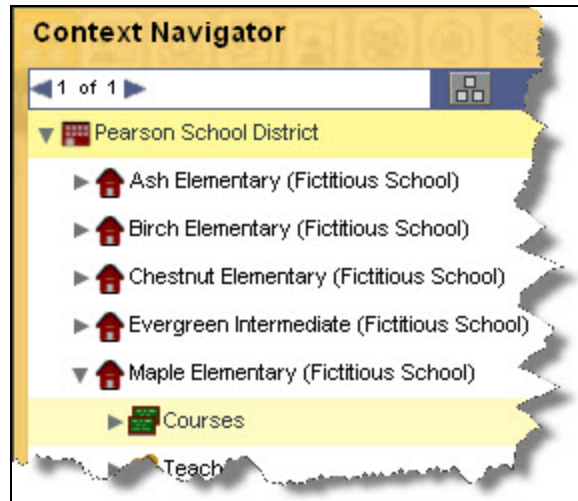 Context Navigator
1 of 1
Pearson School District
Ash Elementary (Fictitious School)
Birch Elementary (Fictitious School)
Chestnut Elementary (Fictitious School)
Evergreen Intermediate (Fictitious School)
Maple Elementary (Fictitious School)
Courses